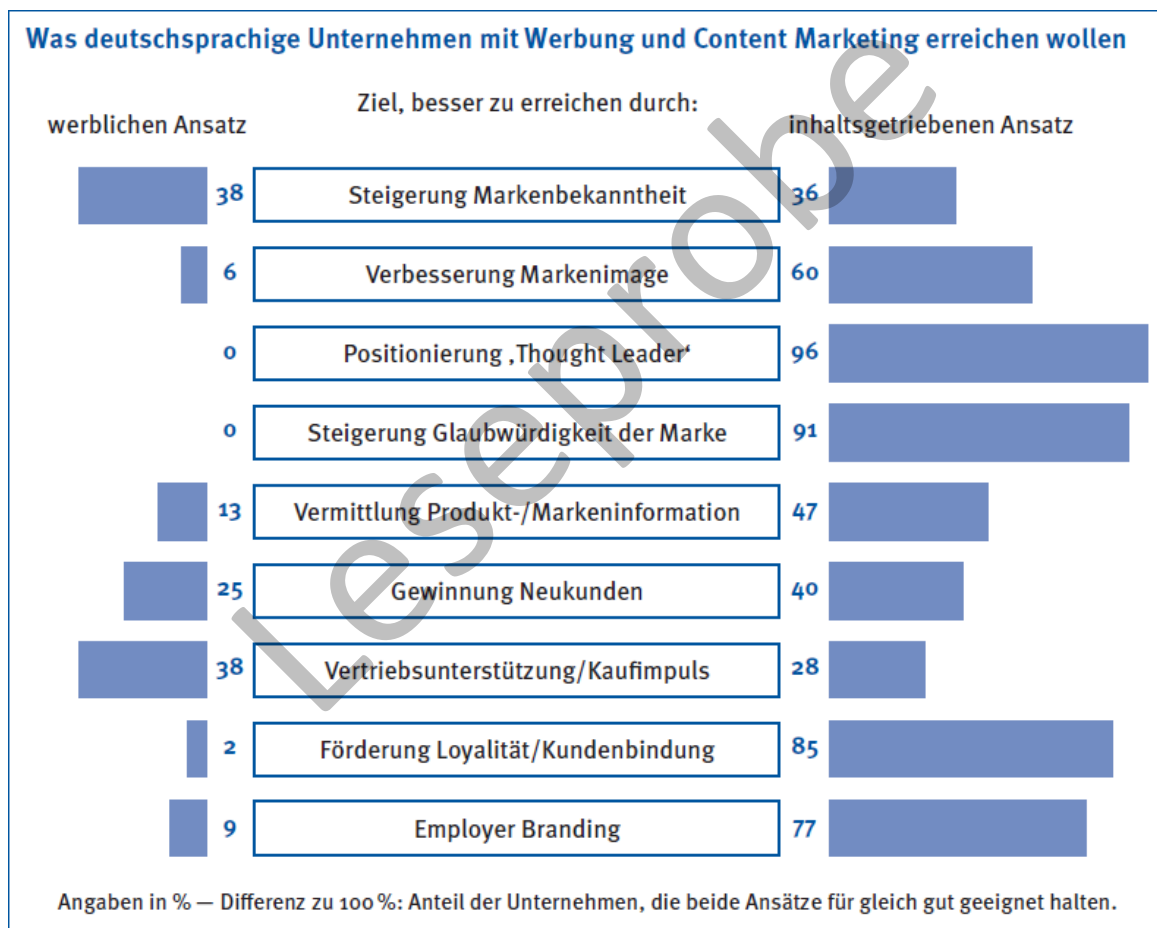 Was deutschsprachige Unternehmen mit Werbung und Content Marketing erreichen wollen
Ziel, besser zu erreichen durch:
werblichen Ansatz
inhaltsgetriebenen Ansatz
38 Steigerung Markenbekanntheit 36
6 Verbesserung Markenimage 60
0 Positionierung ‚Thought Leader‘ 96
0 Steigerung Glaubwürdigkeit der Marke 91
13 Vermittlung Produkt-/Markeninformation 47
25 Gewinnung Neukunden 40
38 Vertriebsunterstützung/Kaufimpuls 28
2 Förderung Loyalität/Kundenbindung 85
9 Employer Branding 77
Angaben in % — Differenz zu 100 %: Anteil der Unternehmen, die beide Ansätze für gleich gut geeignet halten.
Leseprobe